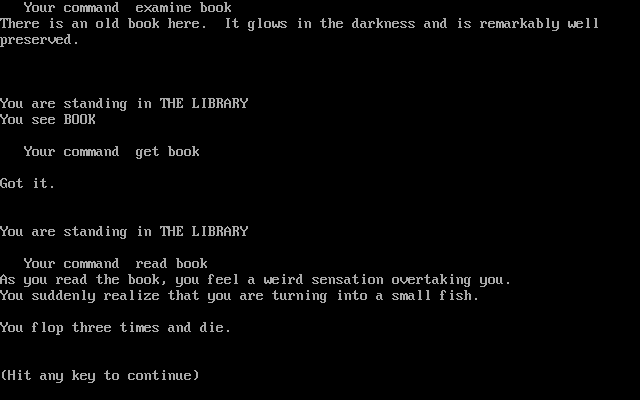 Your command  examine book
There is an old book here.  It glows in the darkness and is remarkably well
preserved.
You are standing in THE LIBRARY
You see BOOK
Your command  get book
Got it.
You are standing in THE LIBRARY
Your command  read book
As you read the book, you feel a weird sensation overtaking you.
You suddenly realize that you are turning into a small fish.
You flop three times and die.
(Hit any key to continue)